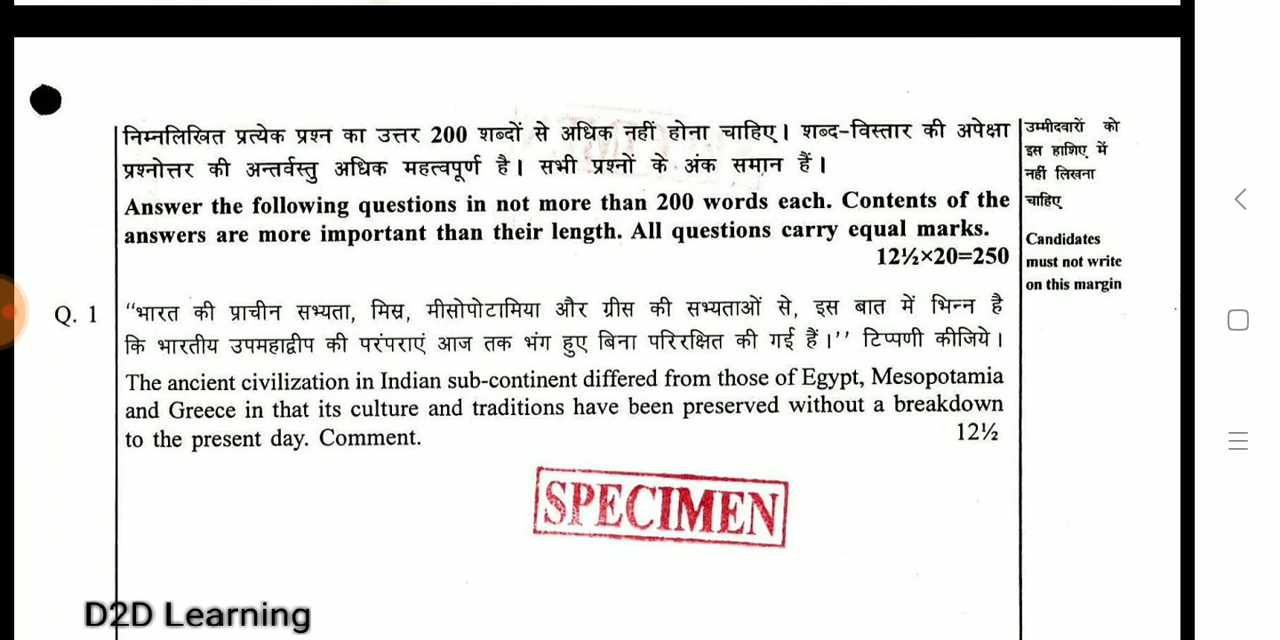 निम्नलिखित प्रत्येक प्रश्न का उत्तर 200 शब्दों से अधिक नहीं होना चाहिए। शब्द-विस्तार की अपेक्षा
प्रश्नोत्तर की अन्तर्वस्तु अधिक महत्वपूर्ण है। सभी प्रश्नों के अंक समान हैं।
Answer the following questions in not more than 200 words each. Contents of the
answers are more important than their length. All questions carry equal marks.
12½×20=250
उम्मीदवारों को
इस हाशिए में
नहीं लिखना
चाहिए
Candidates
must not write
on this margin
Q. 1
“भारत की प्राचीन सभ्यता, मिस्र, मीसोपोटामिया और ग्रीस की सभ्यताओं से, इस बात में भिन्न है
कि भारतीय उपमहाद्वीप की परंपराएं आज तक भंग हुए बिना परिरक्षित की गई हैं।’’ टिप्पणी कीजिये।
The ancient civilization in Indian sub-continent differed from those of Egypt, Mesopotamia
and Greece in that its culture and traditions have been preserved without a breakdown
to the present day. Comment.
12½
SPECIMEN
D2D Learning